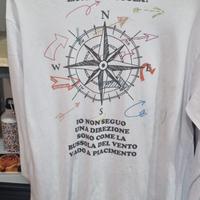 N
W
E
S
IO NON SEGUO
UNA DIREZIONE
SONO COME LA
BUSSOLA DEL VENTO
VADO A PIACIMENTO